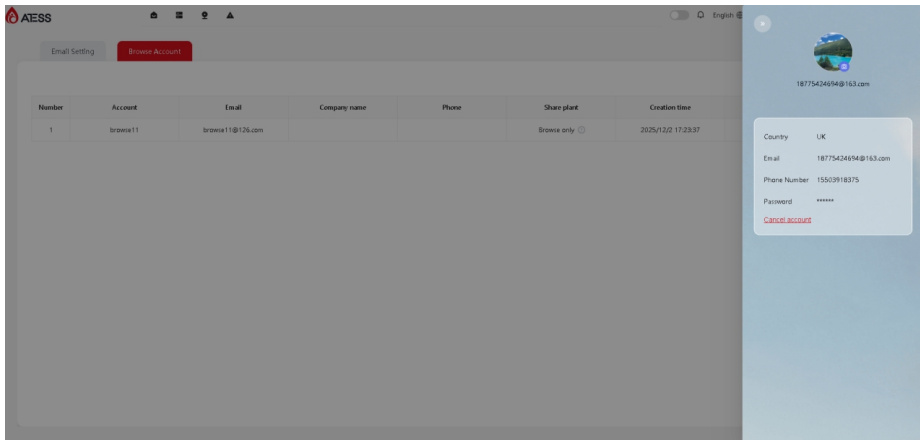 ATESS
English
Email Setting
Browse Account
Number Account Email Company name Phone Share plant Creation time
1 browse11 browse11@126.com Browse only 2025/12/2 17:23:37
18775424694@163.com
Country UK
Email 18775424694@163.com
Phone Number 15503918375
Password ******
Cancel account